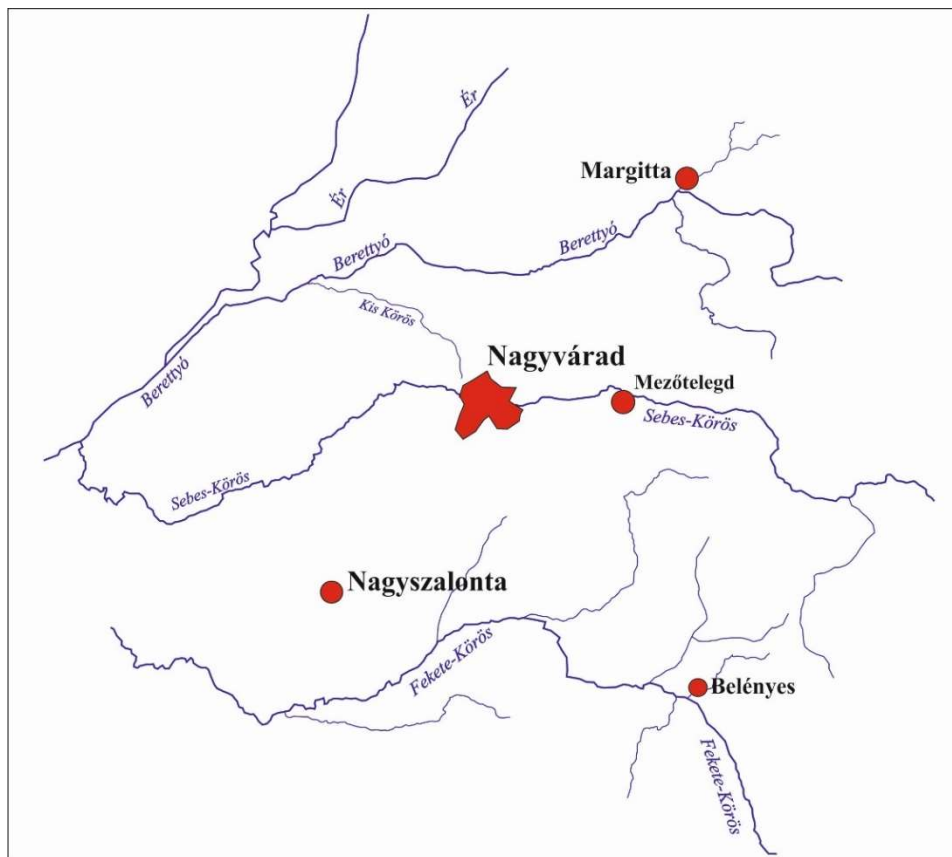 Ér
Ér
Margitta
Berettyó
Berettyó
Kis Körös
Nagyvárad
Berettyó
Mezőtelegd
Sebes-Körös
Sebes-Körös
Nagyszalonta
Fekete-Körös
Belényes
Fekete-Körös